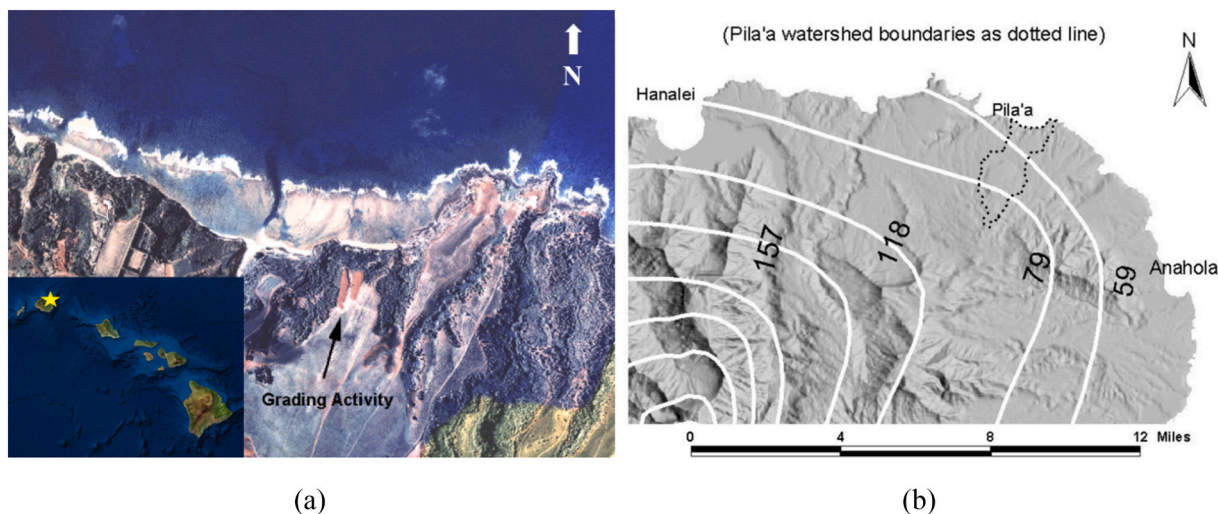 N
Grading Activity
(a)
(Pila'a watershed boundaries as dotted line)
N
Hanalei
Pila'a
157
118
79
59
Anahola
0 4 8 12 Miles
(b)